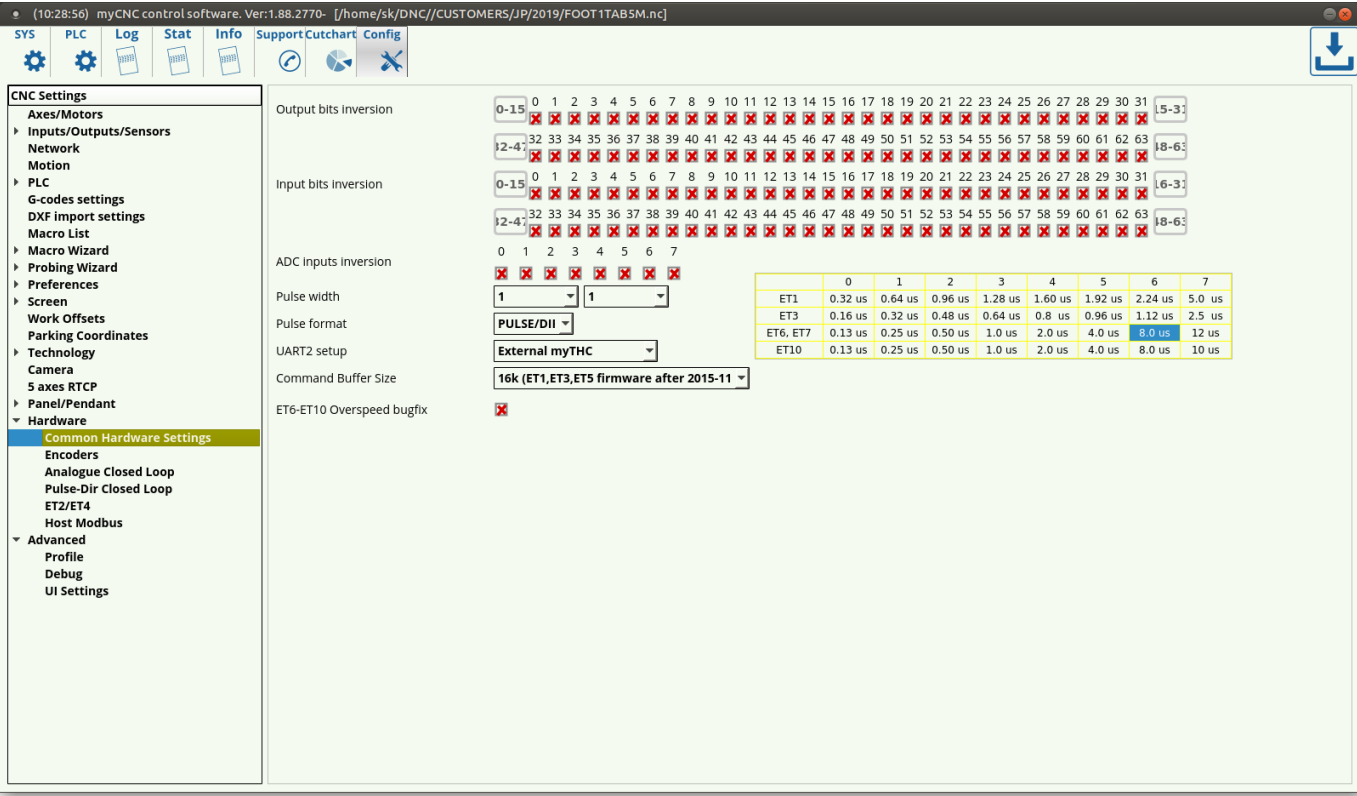 (10:28:56) myCNC control software. Ver:1.88.2770- [/home/sk/DNC//CUSTOMERS/JP/2019/FOOT1TAB5M.nc]
SYS PLC Log Stat Info Support Cutchart Config
CNC Settings
Axes/Motors
Inputs/Outputs/Sensors
Network
Motion
PLC
G-codes settings
DXF import settings
Macro List
Macro Wizard
Probing Wizard
Preferences
Screen
Work Offsets
Parking Coordinates
Technology
Camera
5 axes RTCP
Panel/Pendant
Hardware
Common Hardware Settings
Encoders
Analogue Closed Loop
Pulse-Dir Closed Loop
ET2/ET4
Host Modbus
Advanced
Profile
Debug
UI Settings
0 1 2 3 4 5 6 7 8 9 10 11 12 13 14 15 16 17 18 19 20 21 22 23 24 25 26 27 28 29 30 31
Output bits inversion 0-15
32 33 34 35 36 37 38 39 40 41 42 43 44 45 46 47 48 49 50 51 52 53 54 55 56 57 58 59 60 61 62 63
0 1 2 3 4 5 6 7 8 9 10 11 12 13 14 15 16 17 18 19 20 21 22 23 24 25 26 27 28 29 30 31
Input bits inversion 0-15
32 33 34 35 36 37 38 39 40 41 42 43 44 45 46 47 48 49 50 51 52 53 54 55 56 57 58 59 60 61 62 63
0 1 2 3 4 5 6 7
ADC inputs inversion
Pulse width 1 1
Pulse format PULSE/DII
UART2 setup External myTHC
Command Buffer Size 16k (ET1,ET3,ET5 firmware after 2015-11
ET6-ET10 Overspeed bugfix
0 1 2 3 4 5 6 7
ET1 0.32 us 0.64 us 0.96 us 1.28 us 1.60 us 1.92 us 2.24 us 5.0 us
ET3 0.16 us 0.32 us 0.48 us 0.64 us 0.8 us 0.96 us 1.12 us 2.5 us
ET6, ET7 0.13 us 0.25 us 0.50 us 1.0 us 2.0 us 4.0 us 8.0 us 12 us
ET10 0.13 us 0.25 us 0.50 us 1.0 us 2.0 us 4.0 us 8.0 us 10 us